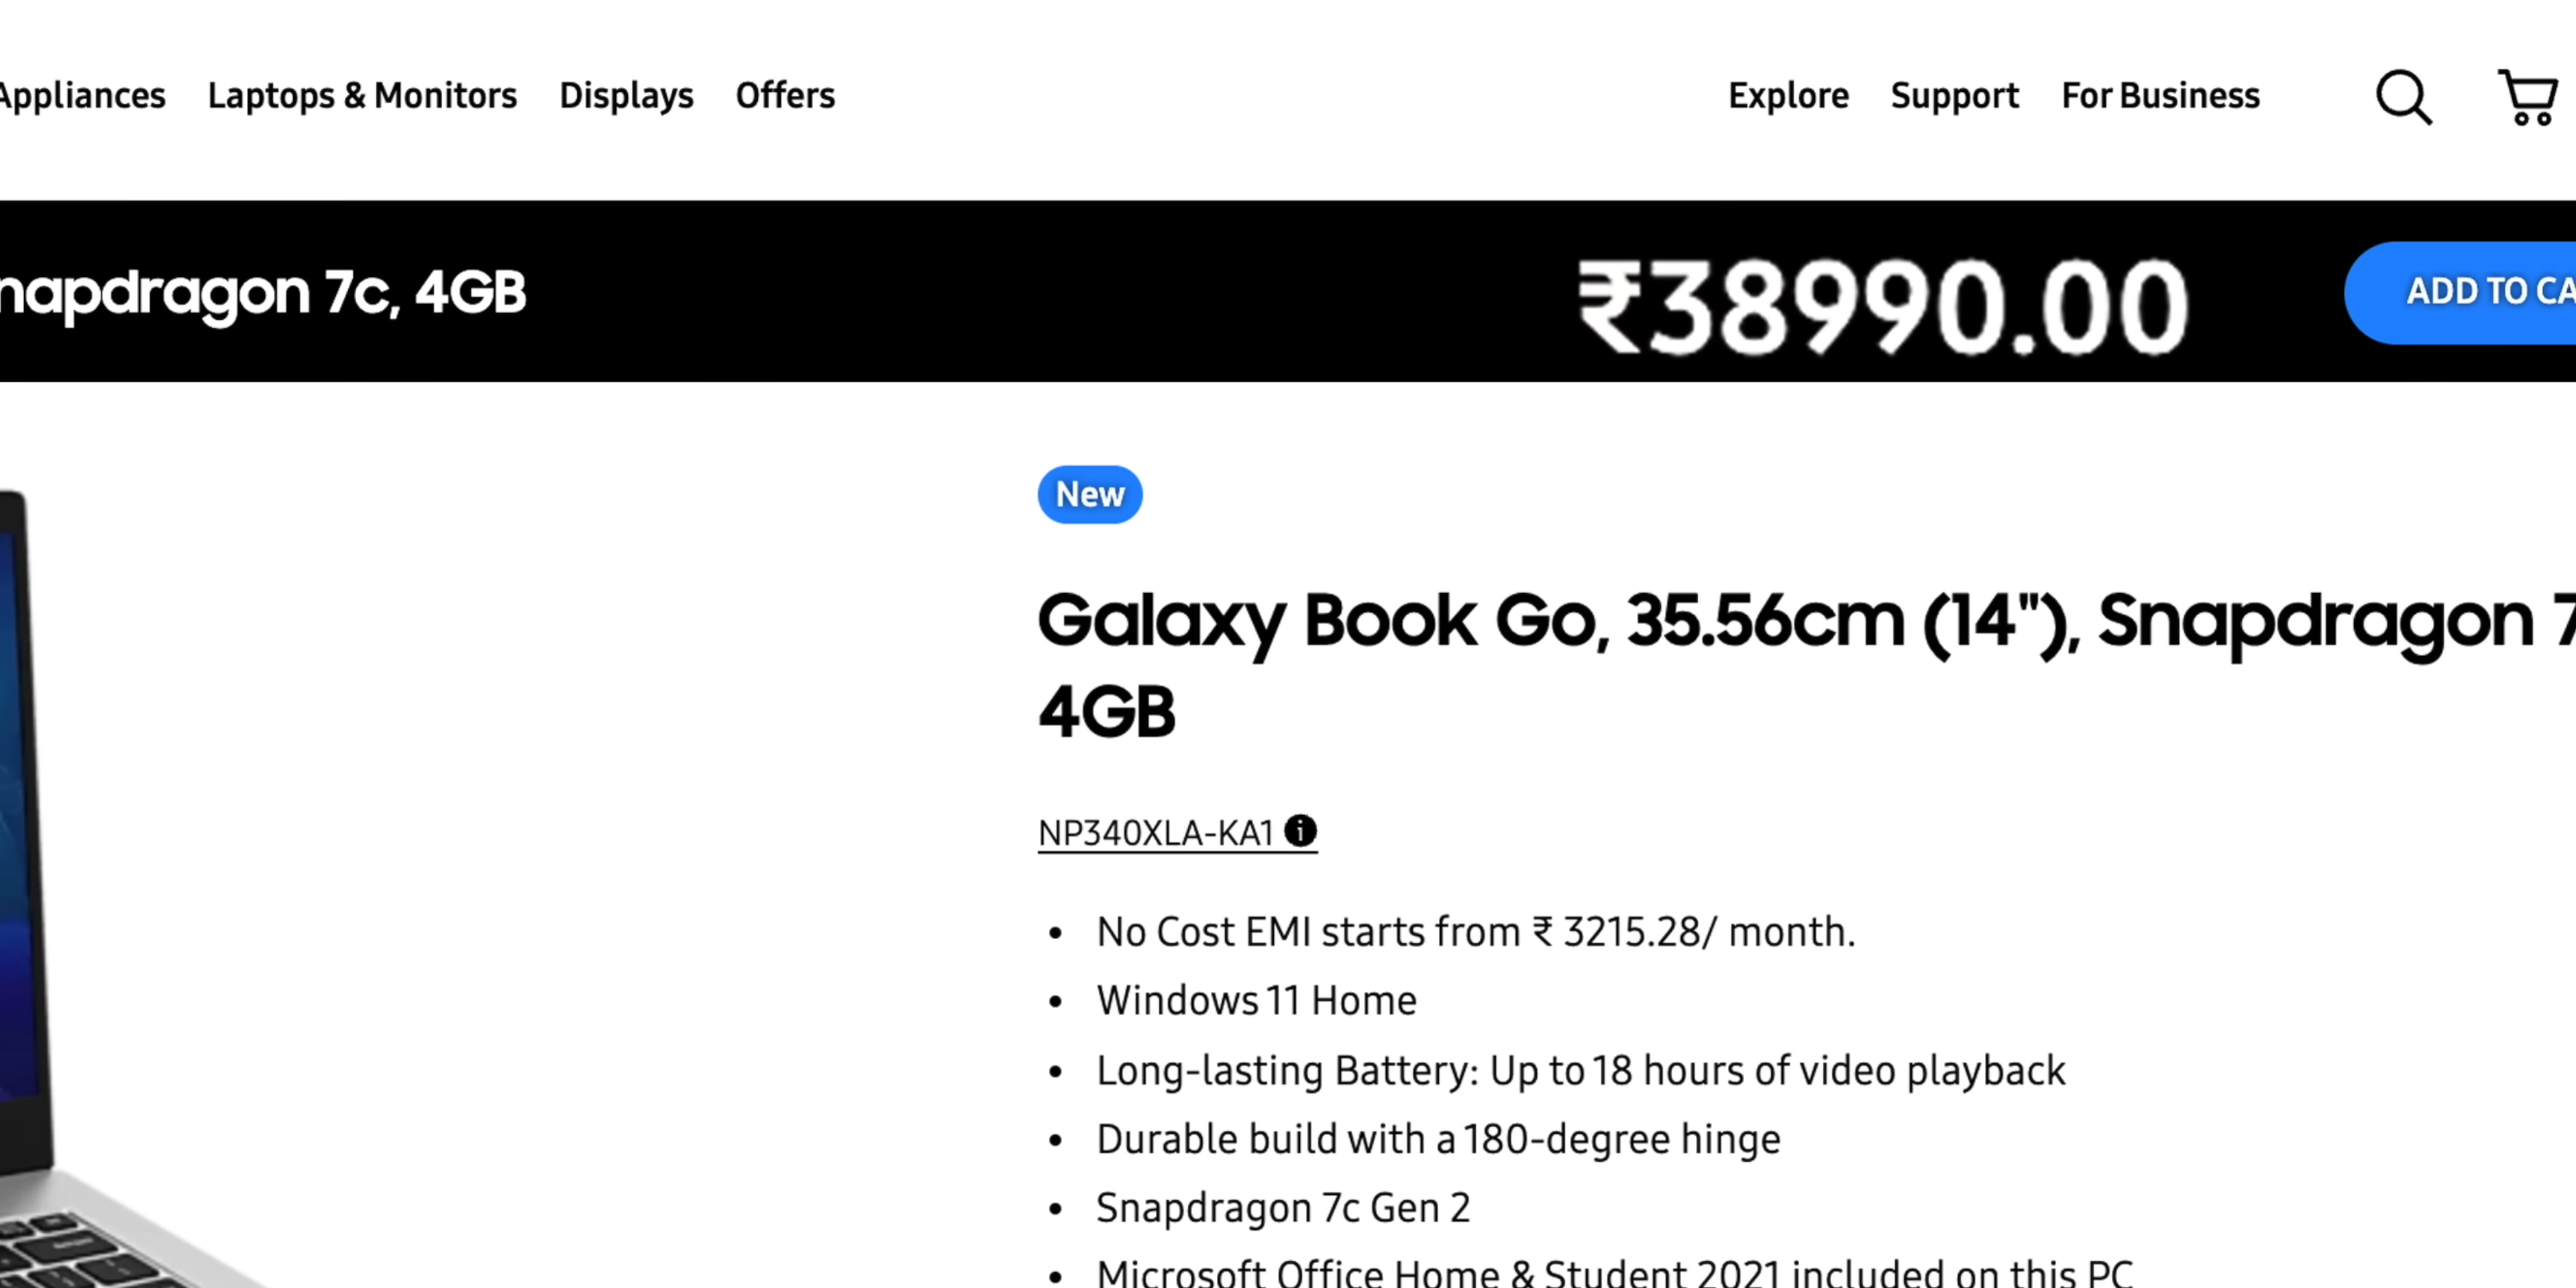 Appliances Laptops & Monitors Displays Offers Explore Support For Business
napdragon 7c, 4GB ₹38990.00 ADD TO CA
New
Galaxy Book Go, 35.56cm (14"), Snapdragon 7
4GB
NP340XLA-KA1
• No Cost EMI starts from ₹ 3215.28/ month.
• Windows 11 Home
• Long-lasting Battery: Up to 18 hours of video playback
• Durable build with a 180-degree hinge
• Snapdragon 7c Gen 2
• Microsoft Office Home & Student 2021 included on this PC